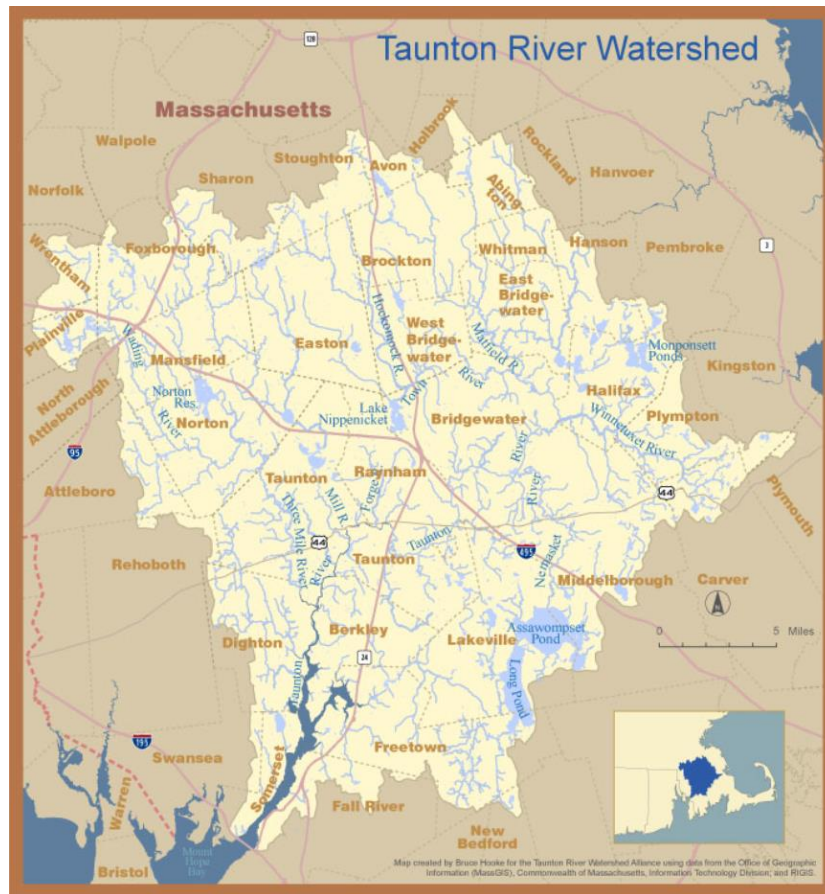 Taunton River Watershed
128
Massachusetts
Holbrook
Walpole
Stoughton
Avon
Rockland
Norfolk
Sharon
Abing-
ton
Hanvoer
Wrentham
Foxborough
Whitman
Hanson
Pembroke
3
Brockton
East
Bridge-
water
Plainville
Wading
River
Hockomock R.
West
Bridge-
water
Matfield R.
Monponsett
Ponds
Mansfield
Easton
Kingston
North
Attleborough
Norton
Res.
Town
River
Halifax
Lake
Nippenicket
Bridgewater
Plympton
Norton
Winnetuxet River
95
Taunton
Raynham
River
Attleboro
Mill R.
Forge R.
River
44
Plymouth
Three Mile River
44
River
Taunton
Taunton
495
Nemasket
Rehoboth
Middelborough
Carver
N
Dighton
Berkley
Lakeville
Assawompset
Pond
0 5 Miles
24
Taunton
Long Pond
195
Swansea
Somerset
Freetown
Warren
Fall River
New
Bedford
Mount
Hope
Bay
Bristol
Map created by Bruce Hooke for the Taunton River Watershed Alliance using data from the Office of Geographic
Information (MassGIS), Commonwealth of Massachusetts, Information Technology Division; and RIGIS.